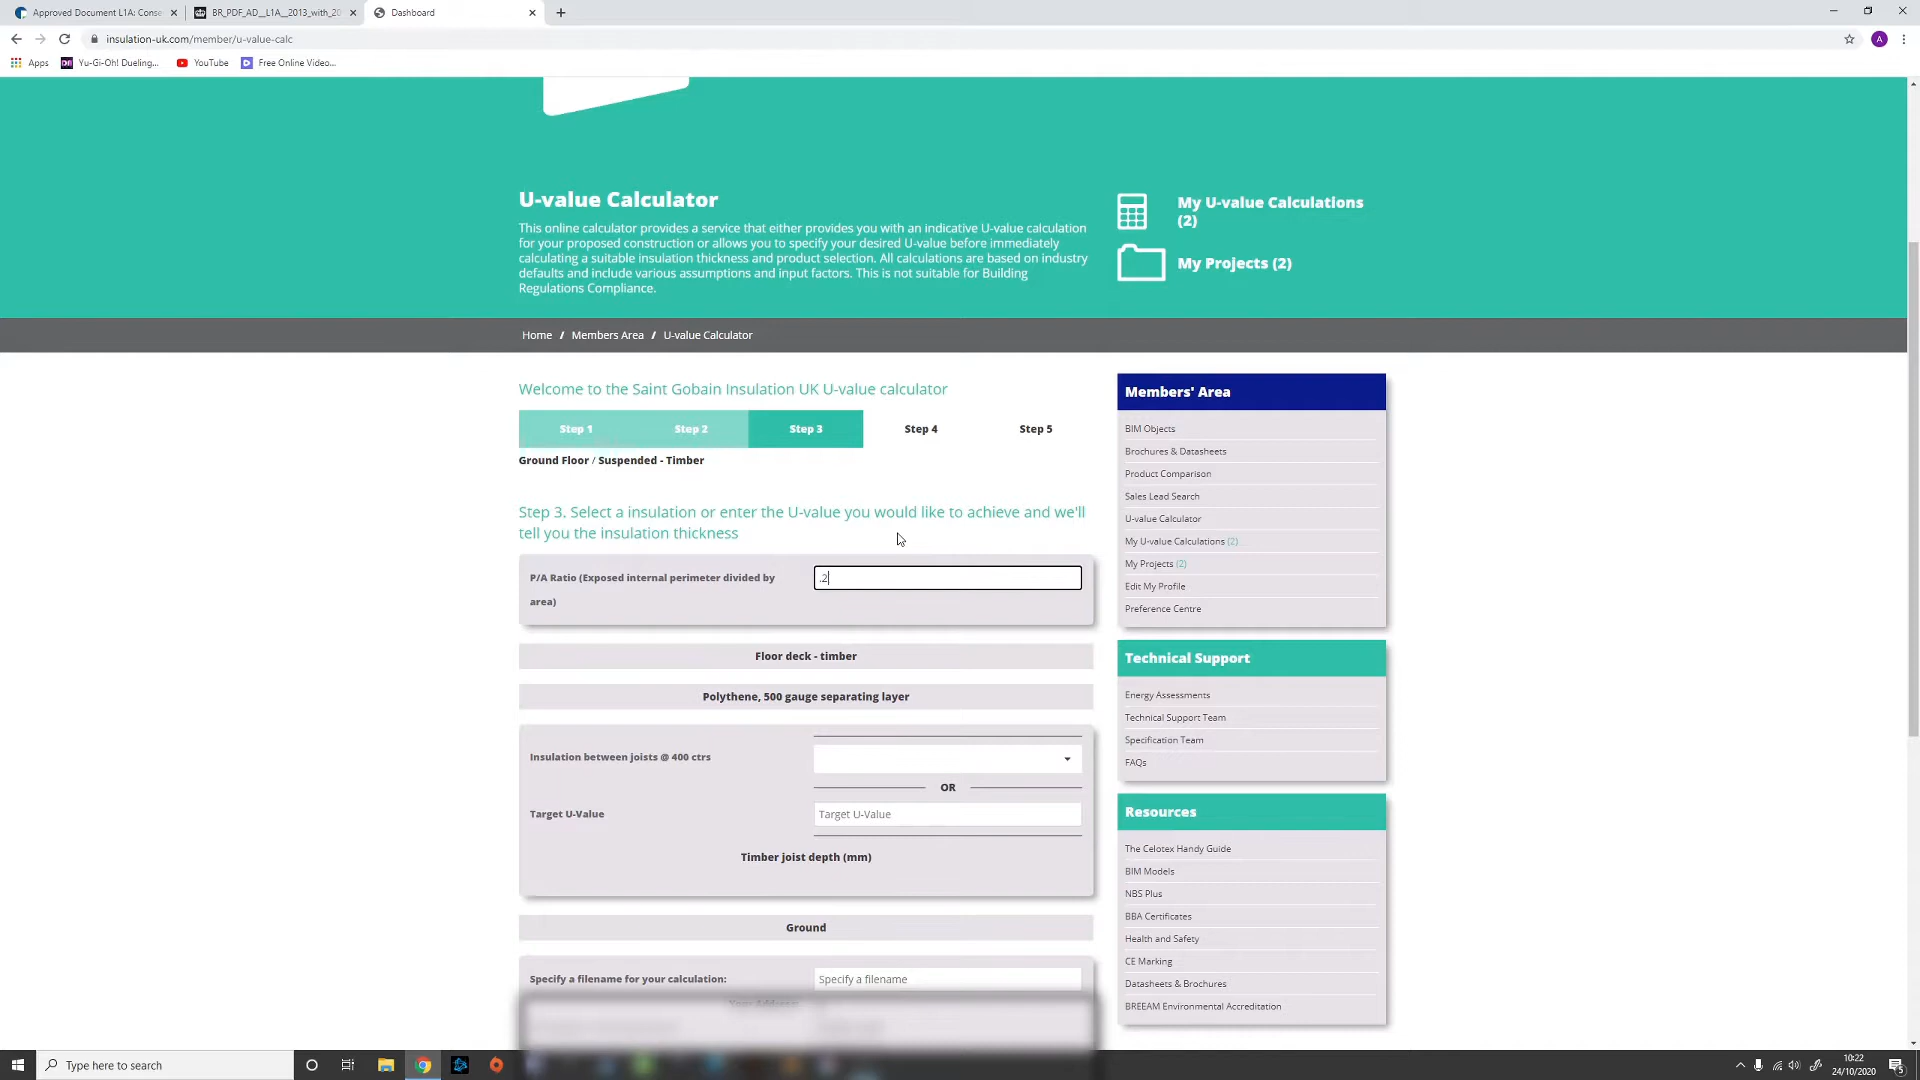 Approved Document L1A: Conse
BR_PDF_AD__L1A__2013_with_20
Dashboard
insulation-uk.com/member/u-value-calc
Apps
Yu-Gi-Oh! Dueling...
YouTube
Free Online Video...
U-value Calculator
This online calculator provides a service that either provides you with an indicative U-value calculation
for your proposed construction or allows you to specify your desired U-value before immediately
calculating a suitable insulation thickness and product selection. All calculations are based on industry
defaults and include various assumptions and input factors. This is not suitable for Building
Regulations Compliance.
My U-value Calculations
(2)
My Projects (2)
Home / Members Area / U-value Calculator
Welcome to the Saint Gobain Insulation UK U-value calculator
Step 1 Step 2 Step 3 Step 4 Step 5
Ground Floor / Suspended - Timber
Step 3. Select a insulation or enter the U-value you would like to achieve and we'll
tell you the insulation thickness
P/A Ratio (Exposed internal perimeter divided by
area)
.2
Floor deck - timber
Polythene, 500 gauge separating layer
Insulation between joists @ 400 ctrs
OR
Target U-Value
Target U-Value
Timber joist depth (mm)
Ground
Specify a filename for your calculation:
Specify a filename
Your Address:
Members' Area
BIM Objects
Brochures & Datasheets
Product Comparison
Sales Lead Search
U-value Calculator
My U-value Calculations (2)
My Projects (2)
Edit My Profile
Preference Centre
Technical Support
Energy Assessments
Technical Support Team
Specification Team
FAQs
Resources
The Celotex Handy Guide
BIM Models
NBS Plus
BBA Certificates
Health and Safety
CE Marking
Datasheets & Brochures
BREEAM Environmental Accreditation
Type here to search
10:22
24/10/2020